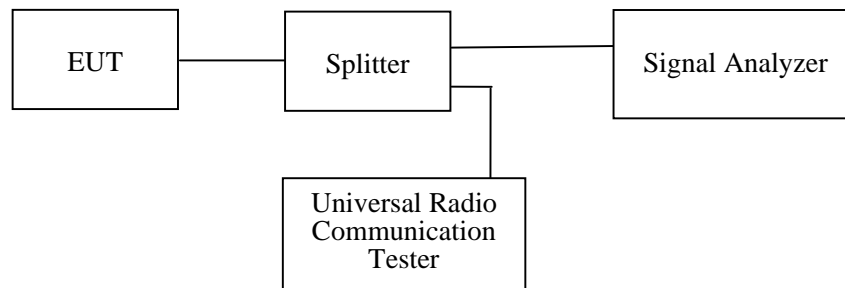 EUT
Splitter
Signal Analyzer
Universal Radio
Communication
Tester